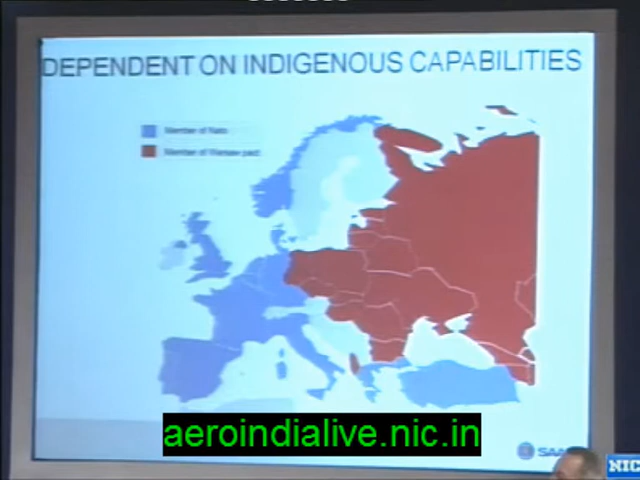 DEPENDENT ON INDIGENOUS CAPABILITIES
Member of Nato
Member of Warsaw pact
aeroindialive.nic.in
NIC